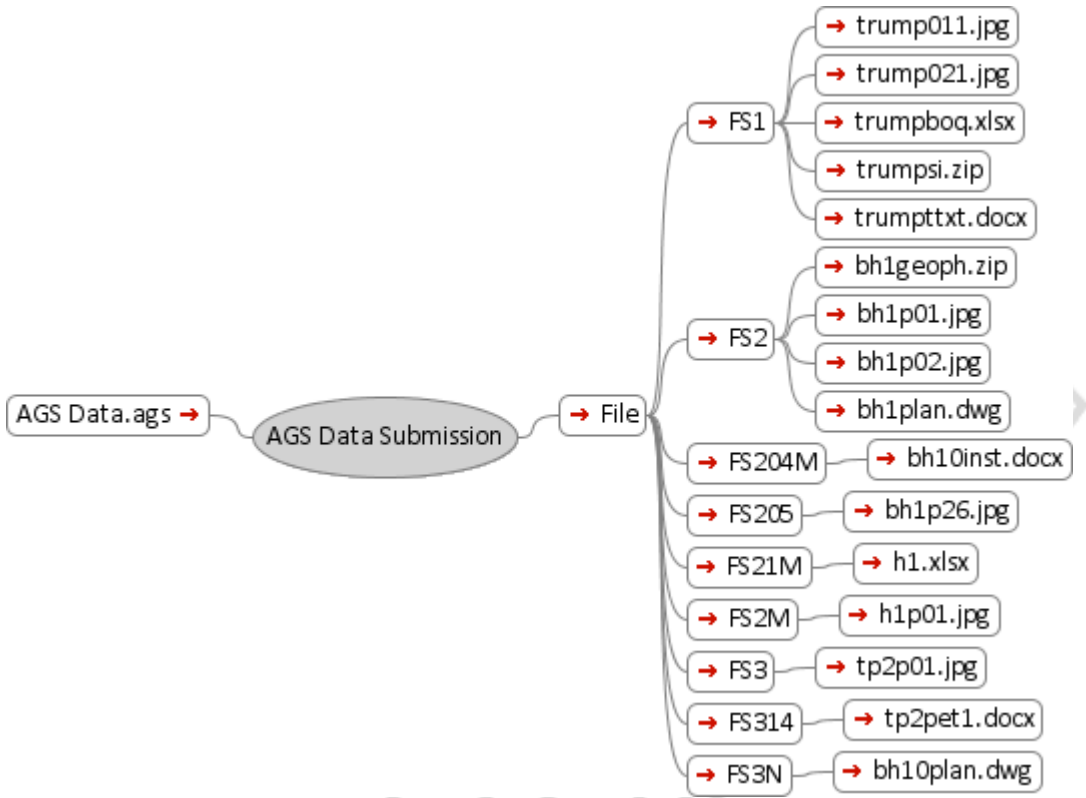 AGS Data.ags
AGS Data Submission
File
FS1
trump011.jpg
trump021.jpg
trumpboq.xlsx
trumpsi.zip
trumpttxt.docx
FS2
bh1geoph.zip
bh1p01.jpg
bh1p02.jpg
bh1plan.dwg
FS204M
bh10inst.docx
FS205
bh1p26.jpg
FS21M
h1.xlsx
FS2M
h1p01.jpg
FS3
tp2p01.jpg
FS314
tp2pet1.docx
FS3N
bh10plan.dwg